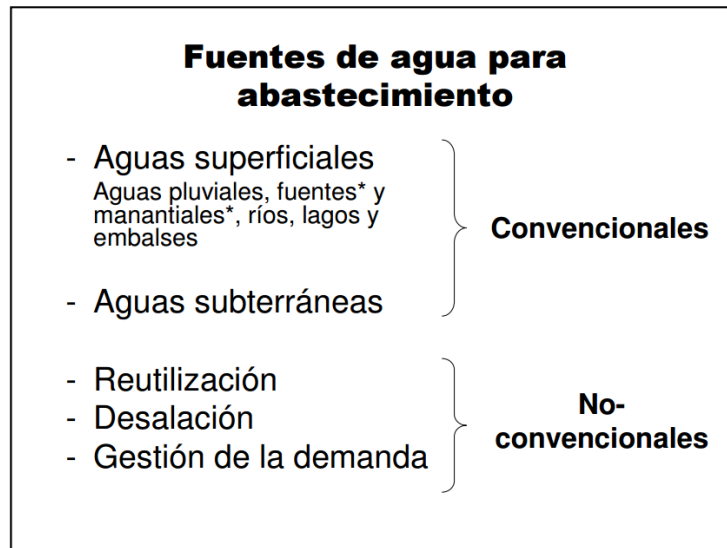 Fuentes de agua para
abastecimiento
- Aguas superficiales
Aguas pluviales, fuentes* y
manantiales*, ríos, lagos y
embalses
Convencionales
- Aguas subterráneas
- Reutilización
- Desalación
- Gestión de la demanda
No-
convencionales